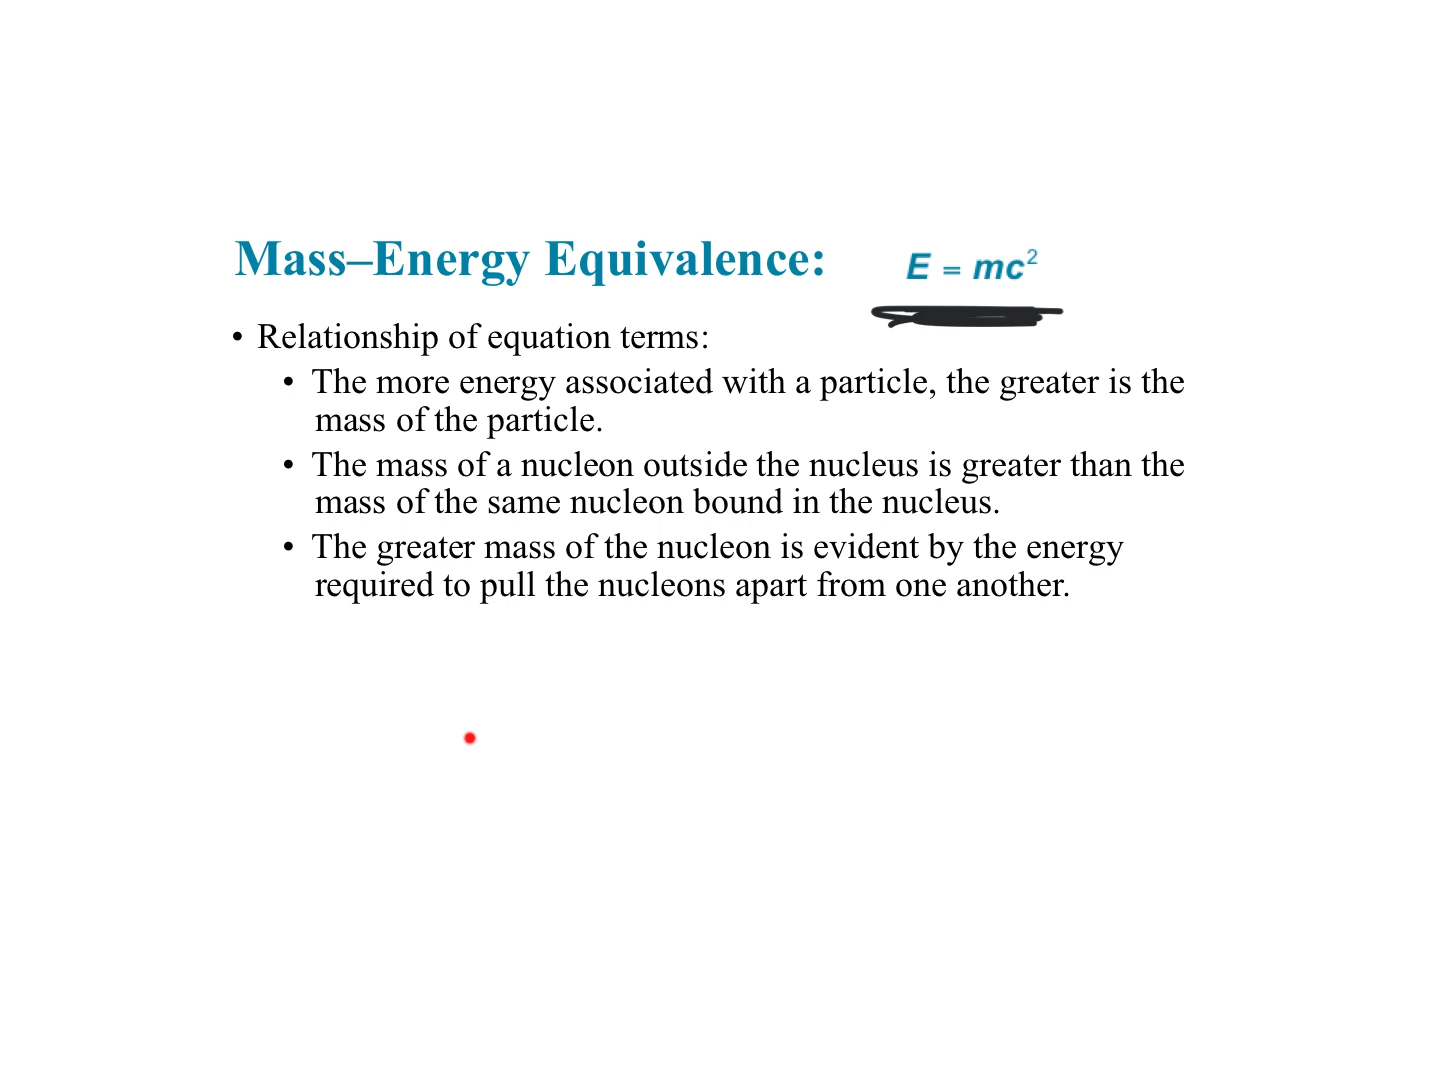 Mass–Energy Equivalence: E = mc²
• Relationship of equation terms:
• The more energy associated with a particle, the greater is the
mass of the particle.
• The mass of a nucleon outside the nucleus is greater than the
mass of the same nucleon bound in the nucleus.
• The greater mass of the nucleon is evident by the energy
required to pull the nucleons apart from one another.